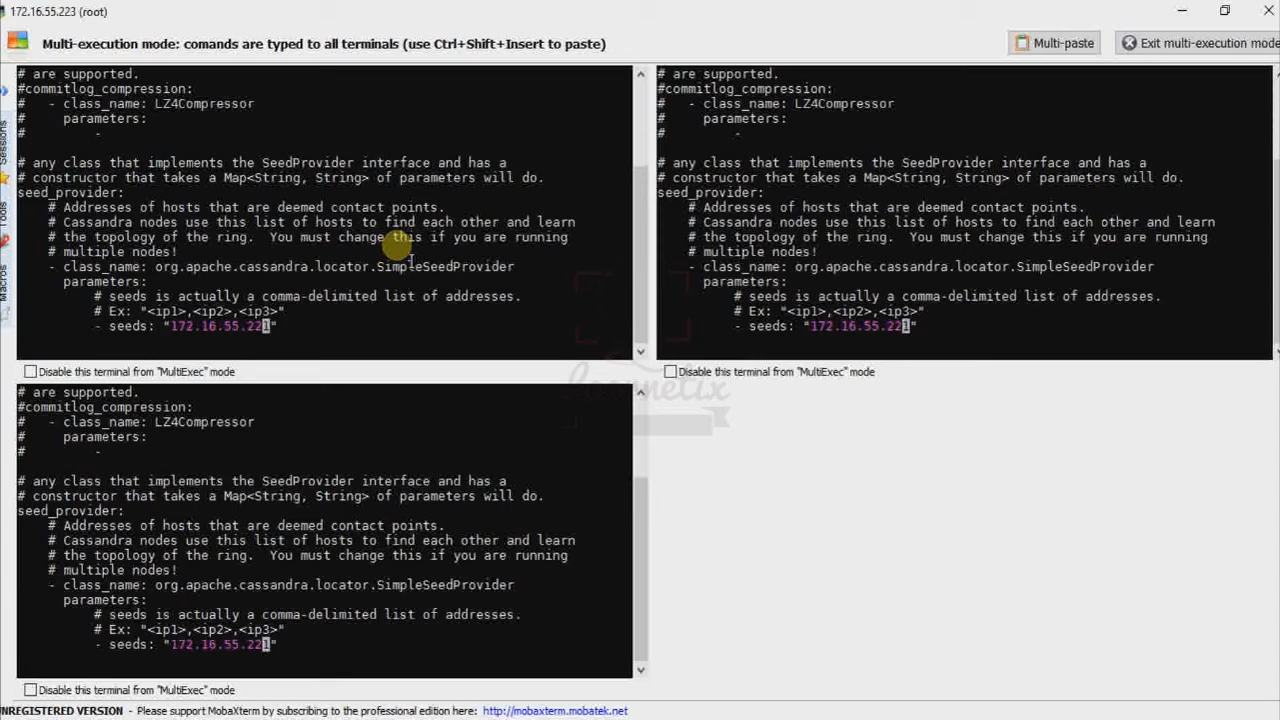 172.16.55.223 (root)
Multi-execution mode: comands are typed to all terminals (use Ctrl+Shift+Insert to paste)
Multi-paste
Exit multi-execution mode
# are supported.
#commitlog_compression:
#   - class_name: LZ4Compressor
#     parameters:
#         -
# any class that implements the SeedProvider interface and has a
# constructor that takes a Map<String, String> of parameters will do.
seed_provider:
    # Addresses of hosts that are deemed contact points.
    # Cassandra nodes use this list of hosts to find each other and learn
    # the topology of the ring.  You must change this if you are running
    # multiple nodes!
    - class_name: org.apache.cassandra.locator.SimpleSeedProvider
      parameters:
          # seeds is actually a comma-delimited list of addresses.
          # Ex: "<ip1>,<ip2>,<ip3>"
          - seeds: "172.16.55.221"
Disable this terminal from "MultiExec" mode
# are supported.
#commitlog_compression:
#   - class_name: LZ4Compressor
#     parameters:
#         -
# any class that implements the SeedProvider interface and has a
# constructor that takes a Map<String, String> of parameters will do.
seed_provider:
    # Addresses of hosts that are deemed contact points.
    # Cassandra nodes use this list of hosts to find each other and learn
    # the topology of the ring.  You must change this if you are running
    # multiple nodes!
    - class_name: org.apache.cassandra.locator.SimpleSeedProvider
      parameters:
          # seeds is actually a comma-delimited list of addresses.
          # Ex: "<ip1>,<ip2>,<ip3>"
          - seeds: "172.16.55.221"
Disable this terminal from "MultiExec" mode
# are supported.
#commitlog_compression:
#   - class_name: LZ4Compressor
#     parameters:
#         -
# any class that implements the SeedProvider interface and has a
# constructor that takes a Map<String, String> of parameters will do.
seed_provider:
    # Addresses of hosts that are deemed contact points.
    # Cassandra nodes use this list of hosts to find each other and learn
    # the topology of the ring.  You must change this if you are running
    # multiple nodes!
    - class_name: org.apache.cassandra.locator.SimpleSeedProvider
      parameters:
          # seeds is actually a comma-delimited list of addresses.
          # Ex: "<ip1>,<ip2>,<ip3>"
          - seeds: "172.16.55.221"
Disable this terminal from "MultiExec" mode
Sessions
Tools
Macros
NREGISTERED VERSION - Please support MobaXterm by subscribing to the professional edition here: http://mobaxterm.mobatek.net